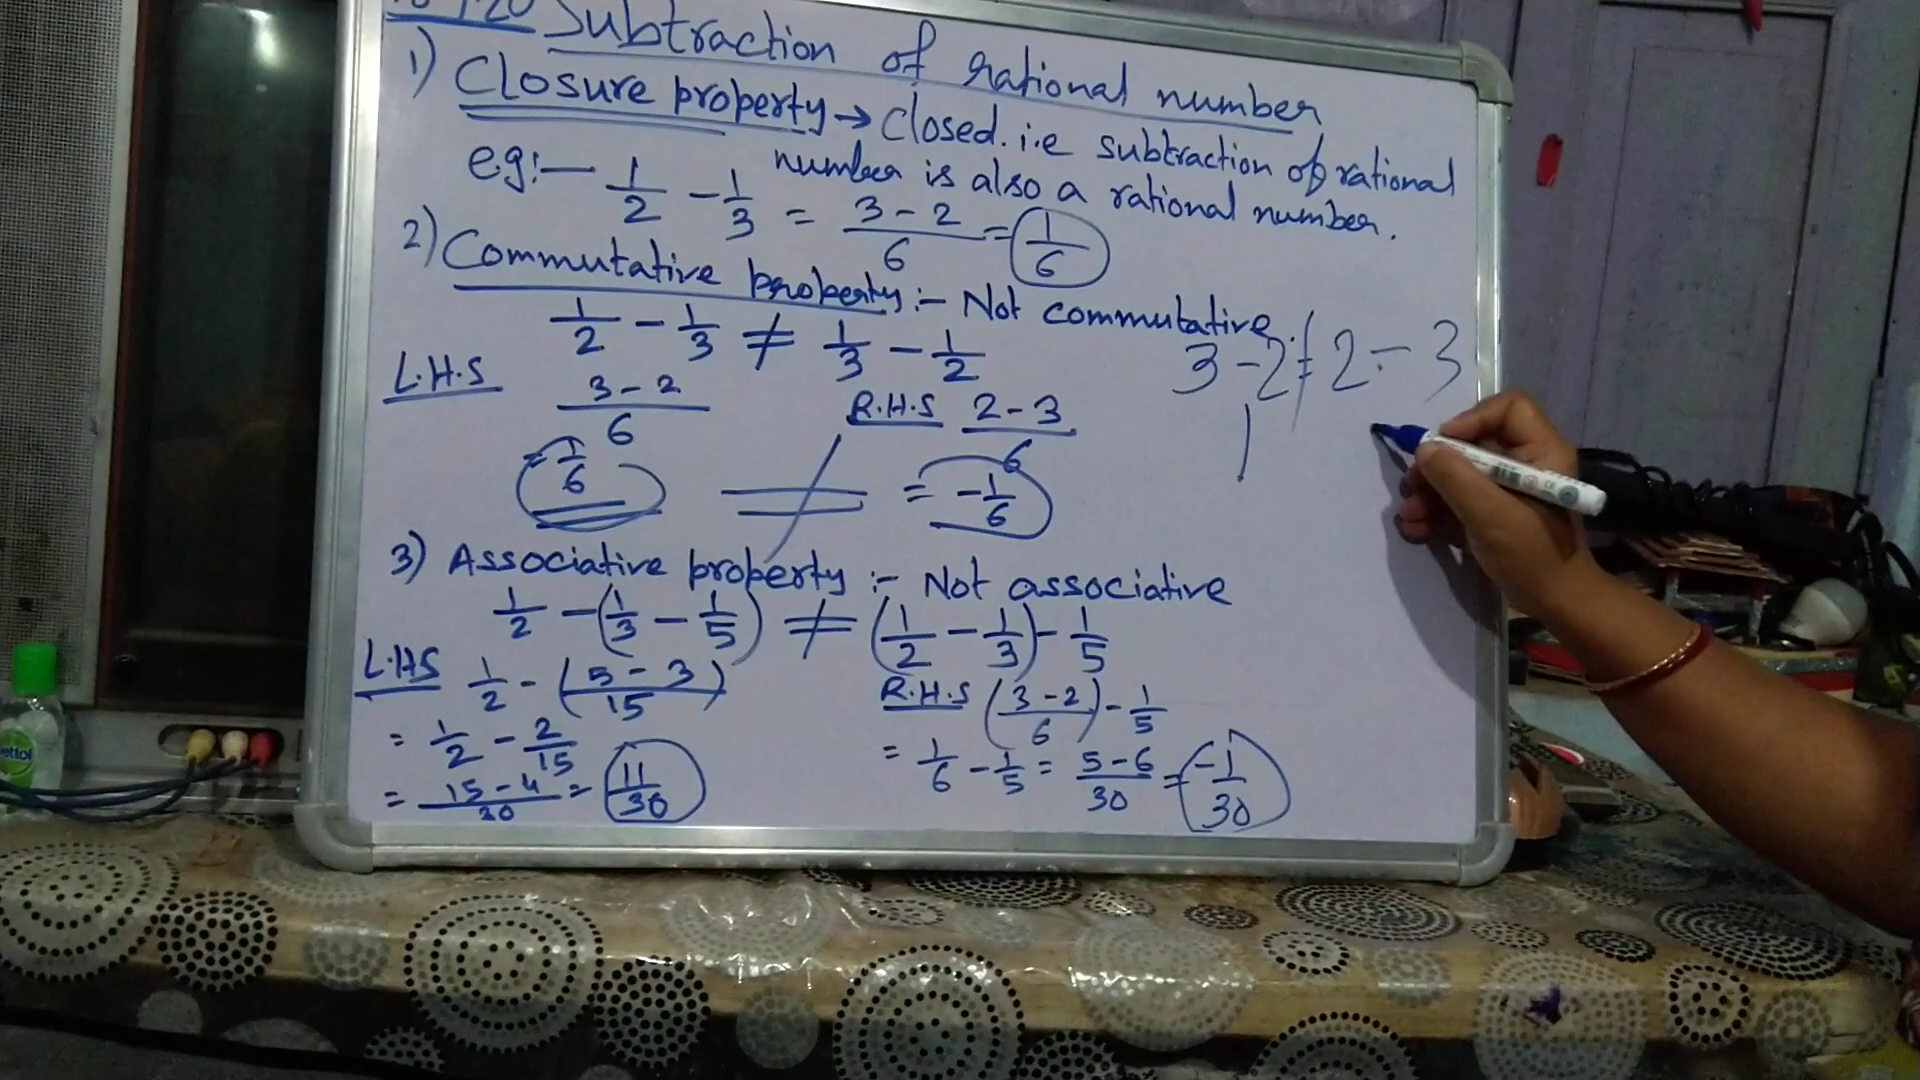 Subtraction of rational number
1) Closure property → Closed. i.e subtraction of rational
number is also a rational number.
e.g:- 1/2 - 1/3 = 3-2/6 = 1/6
2) Commutative property :- Not commutative.
1/2 - 1/3 ≠ 1/3 - 1/2
3-2 ≠ 2-3
1
L.H.S 3-2/6
= 1/6
≠
R.H.S 2-3/6
= -1/6
3) Associative property :- Not associative
1/2 - (1/3 - 1/5) ≠ (1/2 - 1/3) - 1/5
L.H.S 1/2 - (5-3/15)
= 1/2 - 2/15
= 15-4/30 = 11/30
R.H.S (3-2/6) - 1/5
= 1/6 - 1/5 = 5-6/30 = -1/30